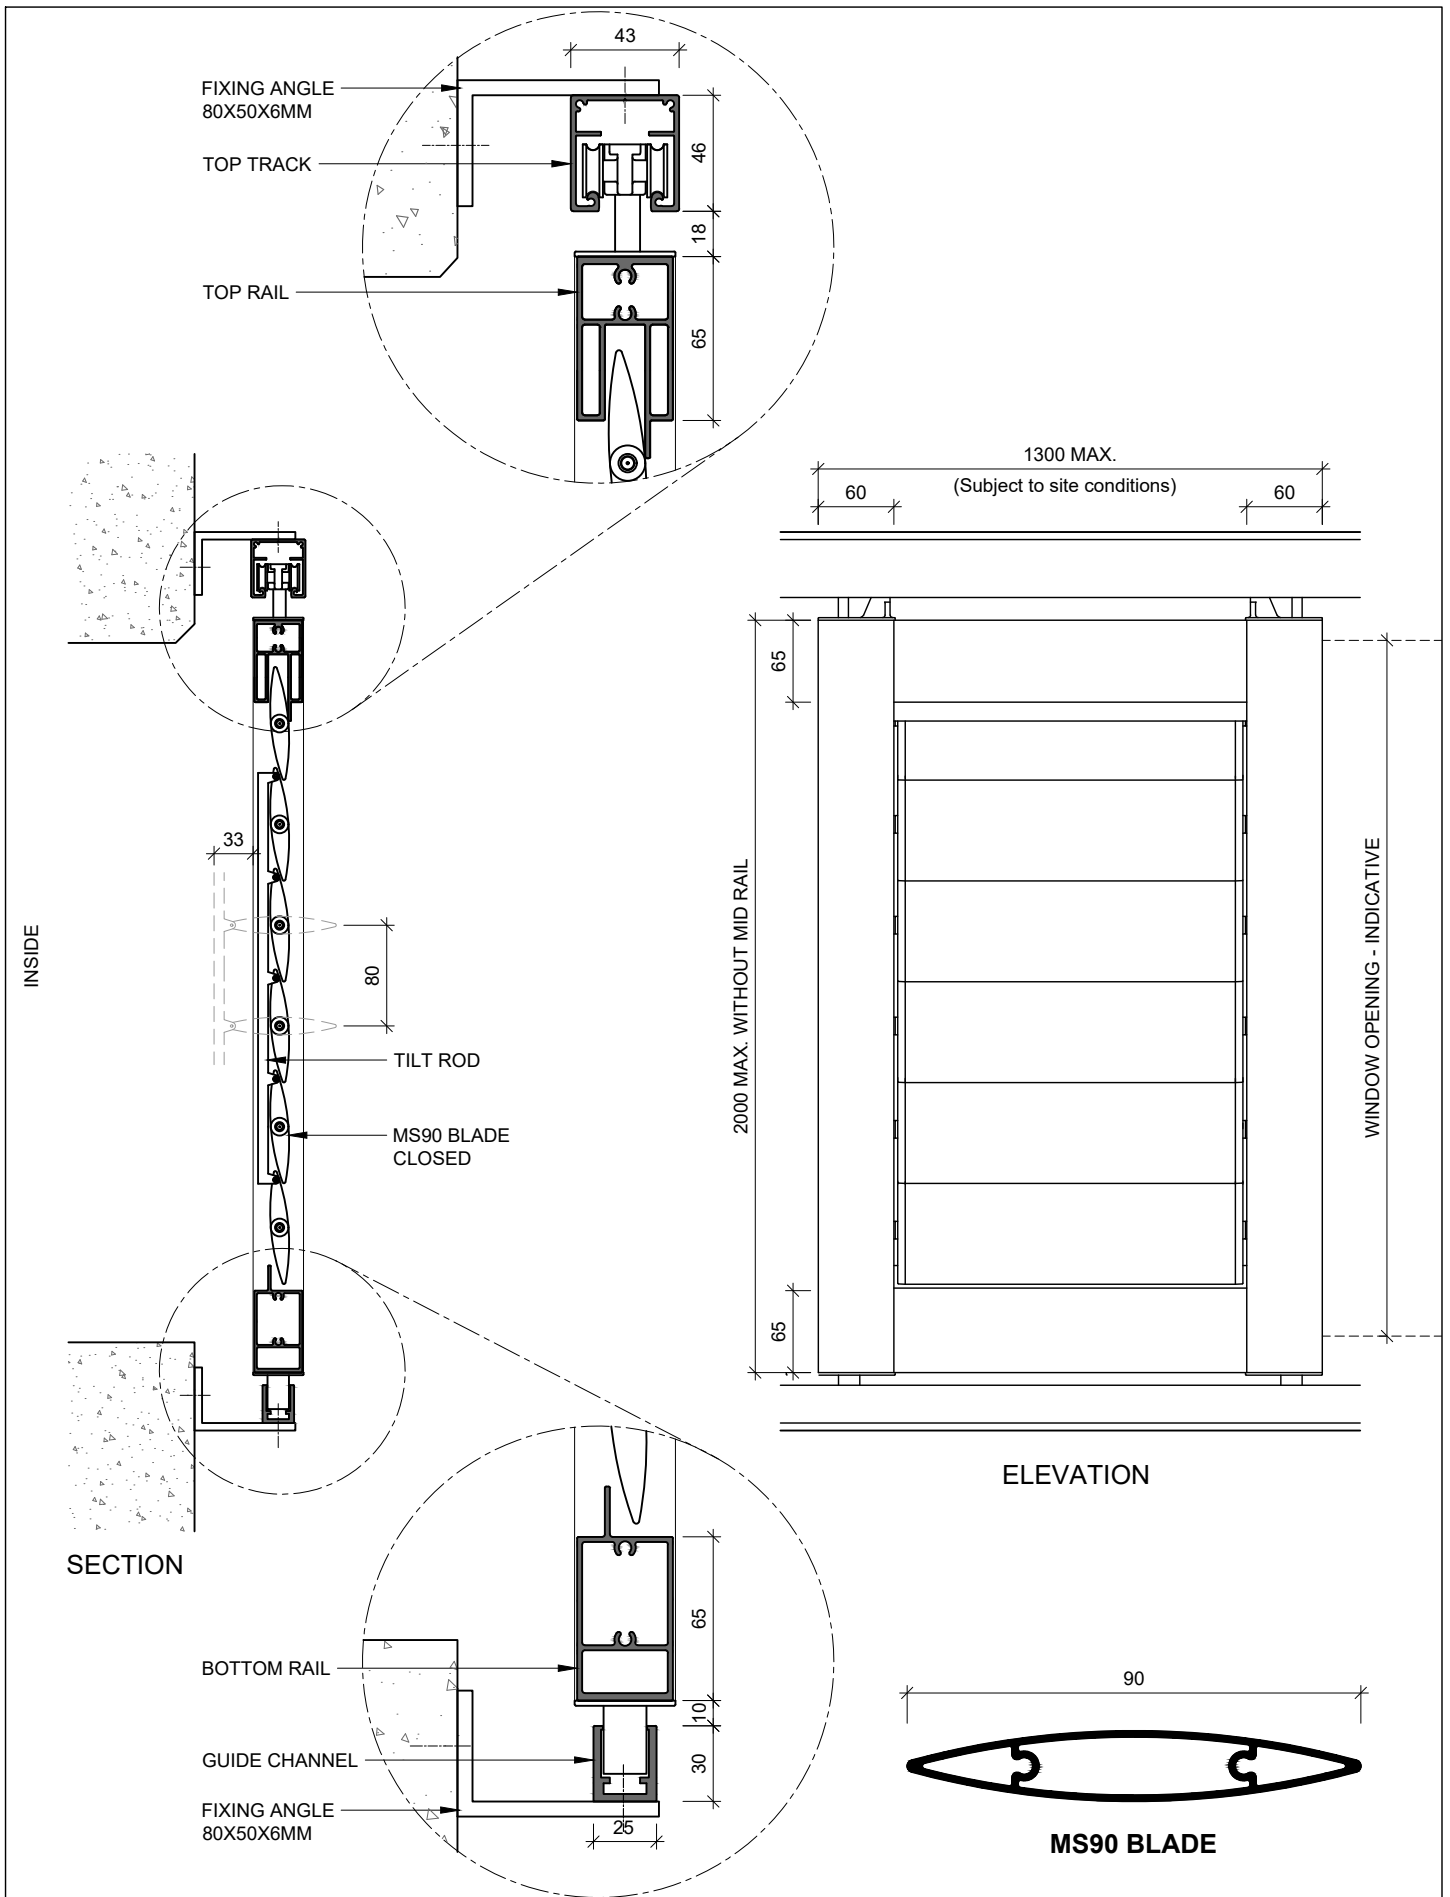 43
FIXING ANGLE
80X50X6MM
TOP TRACK
46
18
TOP RAIL
65
1300 MAX.
(Subject to site conditions)
60
60
65
33
80
INSIDE
2000 MAX. WITHOUT MID RAIL
WINDOW OPENING - INDICATIVE
TILT ROD
MS90 BLADE
CLOSED
65
ELEVATION
SECTION
65
BOTTOM RAIL
10
GUIDE CHANNEL
30
FIXING ANGLE
80X50X6MM
25
90
MS90 BLADE